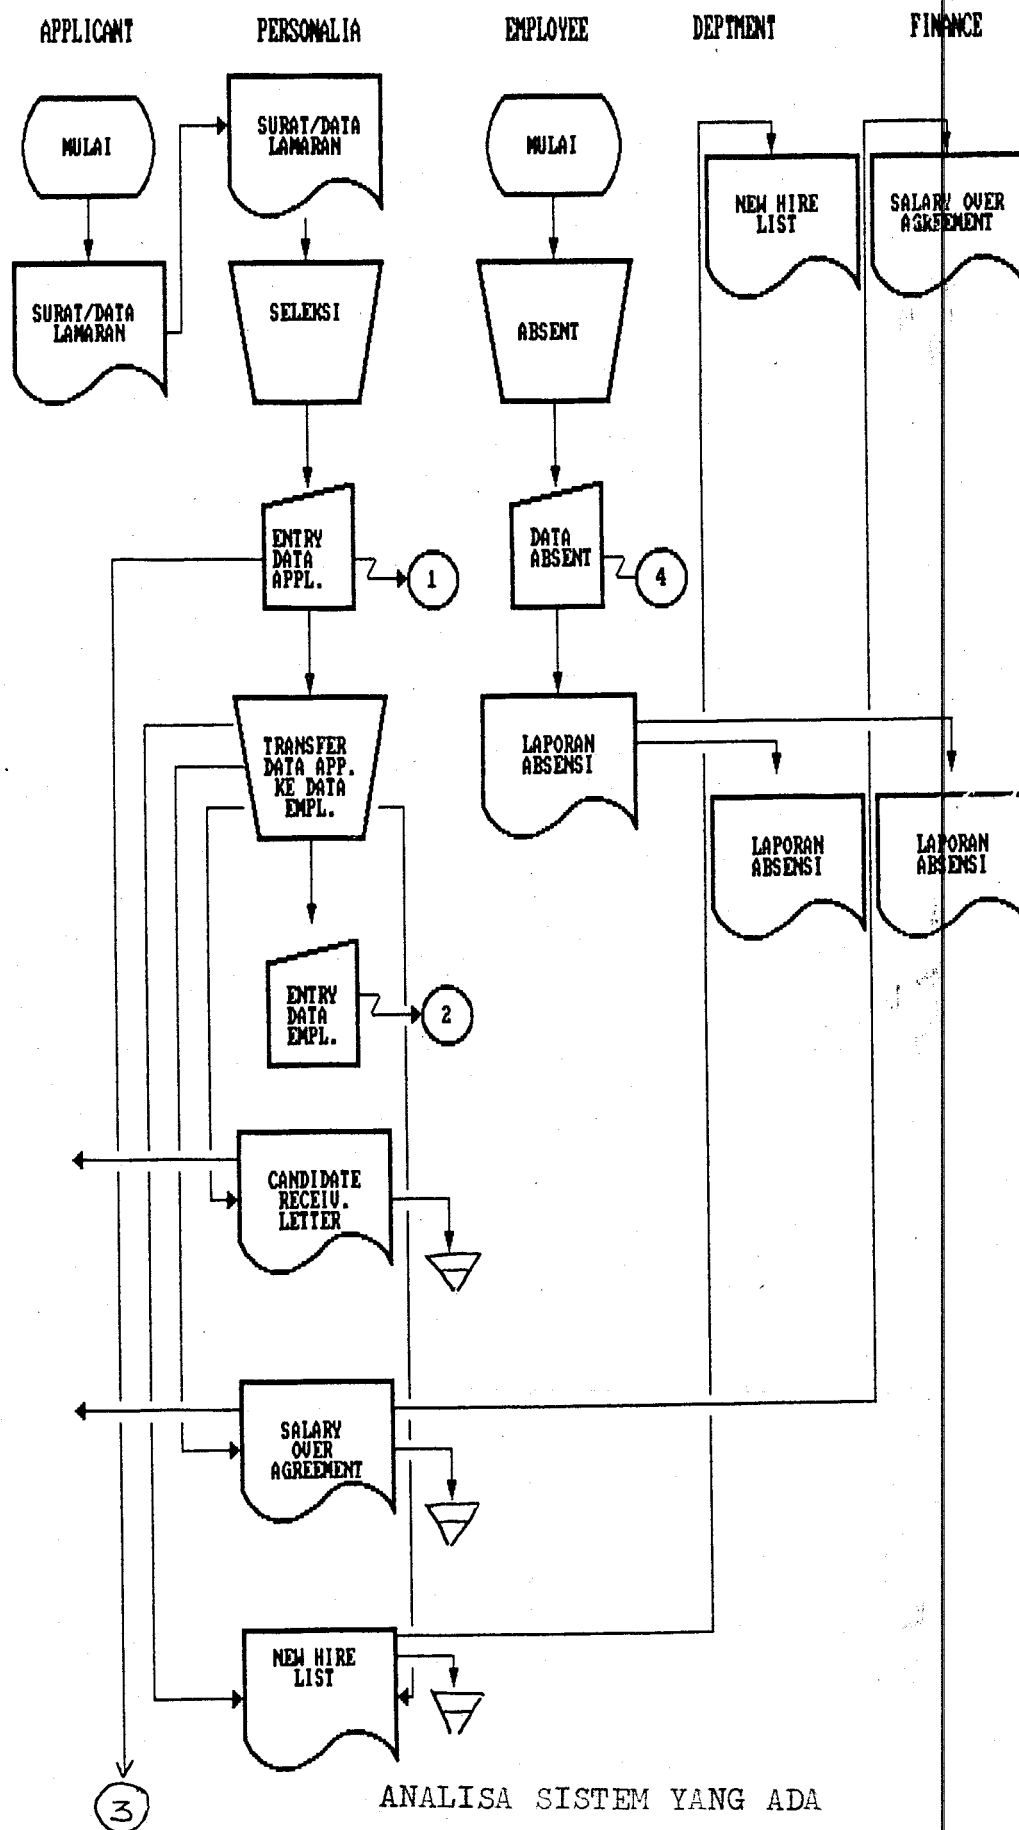 APPLICANT
PERSONALIA
EMPLOYEE
DEPTMENT
FINANCE
MULAI
SURAT/DATA
LAMARAN
SURAT/DATA
LAMARAN
SELEKSI
ENTRY
DATA
APPL.
1
TRANSFER
DATA APP.
KE DATA
EMPL.
ENTRY
DATA
EMPL.
2
CANDIDATE
RECEIV.
LETTER
SALARY
OVER
AGREEMENT
NEW HIRE
LIST
3
MULAI
ABSENT
DATA
ABSENT
4
LAPORAN
ABSENSI
NEW HIRE
LIST
LAPORAN
ABSENSI
SALARY OVER
AGREEMENT
LAPORAN
ABSENSI
ANALISA SISTEM YANG ADA